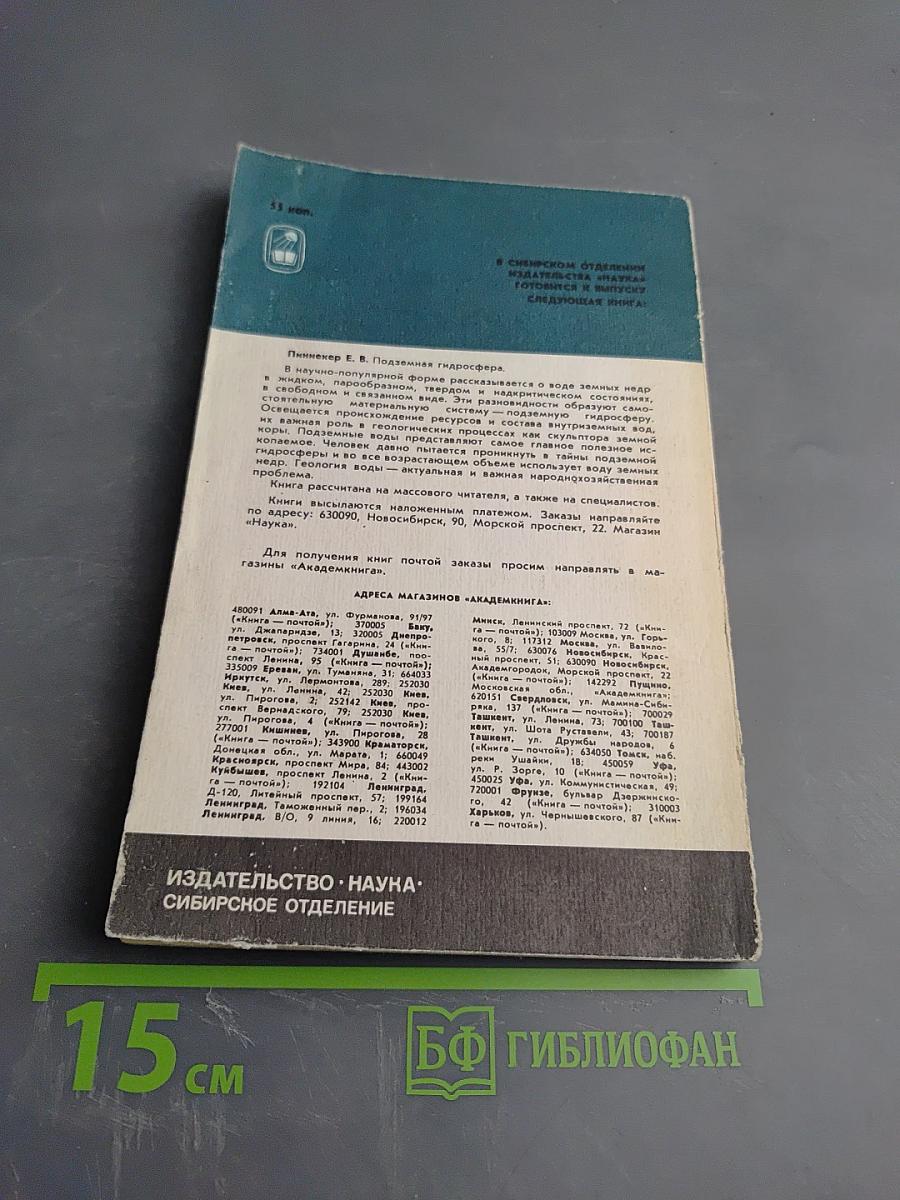 55 коп.
В СИБИРСКОМ ОТДЕЛЕНИИ
ИЗДАТЕЛЬСТВА «НАУКА»
ГОТОВИТСЯ К ВЫПУСКУ
СЛЕДУЮЩАЯ КНИГА:
Пиннекер Е. В. Подземная гидросфера.
В научно-популярной форме рассказывается о воде земных недр
в жидком, парообразном, твердом и надкритическом состояниях,
в свободном и связанном виде. Эти разновидности образуют само-
стоятельную материальную систему — подземную гидросферу.
Освещается происхождение ресурсов и состава внутриземных вод,
их важная роль в геологических процессах как скульптора земной
коры. Подземные воды представляют самое главное полезное ис-
копаемое. Человек давно пытается проникнуть в тайны подземной
гидросферы и во все возрастающем объеме использует воду земных
недр. Геология воды — актуальная и важная народнохозяйственная
проблема.
Книга рассчитана на массового читателя, а также на специалистов.
Книги высылаются наложенным платежом. Заказы направляйте
по адресу: 630090, Новосибирск, 90, Морской проспект, 22. Магазин
«Наука».
Для получения книг почтой заказы просим направлять в ма-
газины «Академкнига».
АДРЕСА МАГАЗИНОВ «АКАДЕМКНИГА»:
480091 Алма-Ата, ул. Фурманова, 91/97
(«Книга — почтой»); 370005 Баку,
ул. Джапаридзе, 13; 320005 Днепро-
петровск, проспект Гагарина, 24 («Кни-
га — почтой»); 734001 Душанбе, про-
спект Ленина, 95 («Книга — почтой»);
335009 Ереван, ул. Туманяна, 31; 664033
Иркутск, ул. Лермонтова, 289; 252030
Киев, ул. Ленина, 42; 252030 Киев,
ул. Пирогова, 2; 252142 Киев, про-
спект Вернадского, 79; 252030 Киев,
ул. Пирогова, 4 («Книга — почтой»);
277001 Кишинев, ул. Пирогова, 28
(«Книга — почтой»); 343900 Краматорск,
Донецкой обл., ул. Марата, 1; 660049
Красноярск, проспект Мира, 84; 443002
Куйбышев, проспект Ленина, 2 («Кни-
га — почтой»); 192104 Ленинград,
Д-120, Литейный проспект, 57; 199164
Ленинград, Таможенный пер., 2; 196034
Ленинград, В/О, 9 линия, 16; 220012
Минск, Ленинский проспект, 72 («Кни-
га — почтой»); 103009 Москва, ул. Горь-
кого, 8; 117312 Москва, ул. Вавило-
ва, 55/7; 630076 Новосибирск, Крас-
ный проспект, 51; 630090 Новосибирск,
Академгородок, Морской проспект, 22
(«Книга — почтой»); 142292 Пущино,
Московская обл., «Академкнига»;
620151 Свердловск, ул. Мамина-Сиби-
ряка, 137 («Книга — почтой»); 700029
Ташкент, ул. Ленина, 73; 700100 Таш-
кент, ул. Шота Руставели, 43; 700187
Ташкент, ул. Дружбы народов, 6
(«Книга — почтой»); 634050 Томск, наб.
реки Ушайки, 18; 450059 Уфа,
ул. Р. Зорге, 10 («Книга — почтой»);
450025 Уфа, ул. Коммунистическая, 49;
720001 Фрунзе, бульвар Дзержинско-
го, 42 («Книга — почтой»); 310003
Харьков, ул. Чернышевского, 87 («Кни-
га — почтой»).
ИЗДАТЕЛЬСТВО · НАУКА ·
СИБИРСКОЕ ОТДЕЛЕНИЕ
15 см
БФ ГИБЛИОФАН